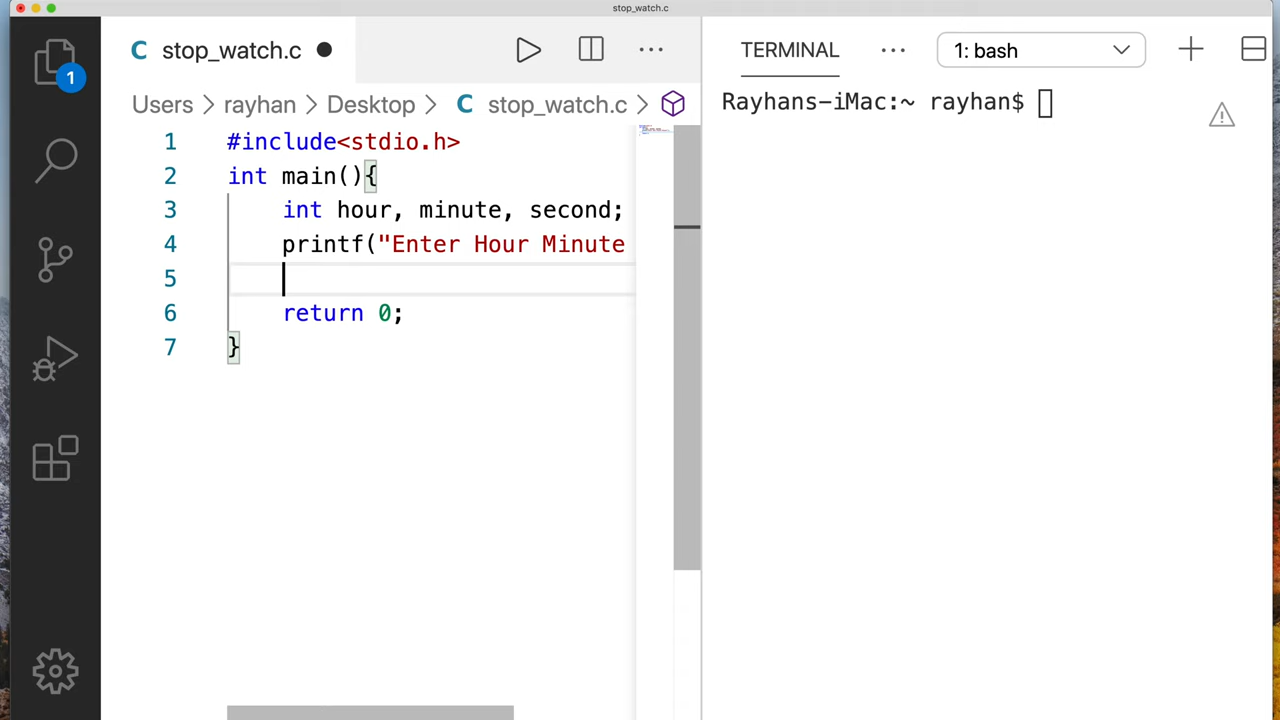 stop_watch.c
C stop_watch.c
1
Users > rayhan > Desktop > C stop_watch.c >
1 #include<stdio.h>
2 int main(){
3 int hour, minute, second;
4 printf("Enter Hour Minute
5
6 return 0;
7 }
TERMINAL
1: bash
Rayhans-iMac:~ rayhan$